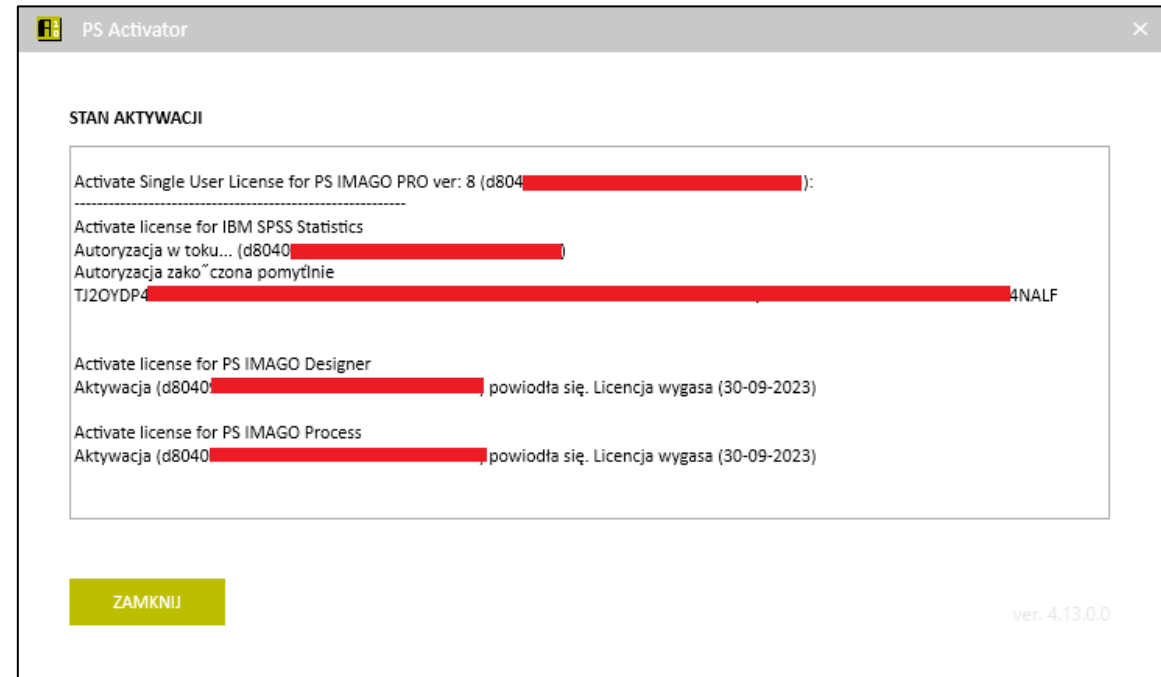 PS Activator
STAN AKTYWACJI
Activate Single User License for PS IMAGO PRO ver: 8 (d804 ):
-----------------------------------------------------------
Activate license for IBM SPSS Statistics
Autoryzacja w toku... (d8040 )
Autoryzacja zako˝czona pomyťlnie
TJ2OYDP4 4NALF
Activate license for PS IMAGO Designer
Aktywacja (d8040 powiodła się. Licencja wygasa (30-09-2023)
Activate license for PS IMAGO Process
Aktywacja (d8040 powiodła się. Licencja wygasa (30-09-2023)
ZAMKNIJ
ver. 4.13.0.0